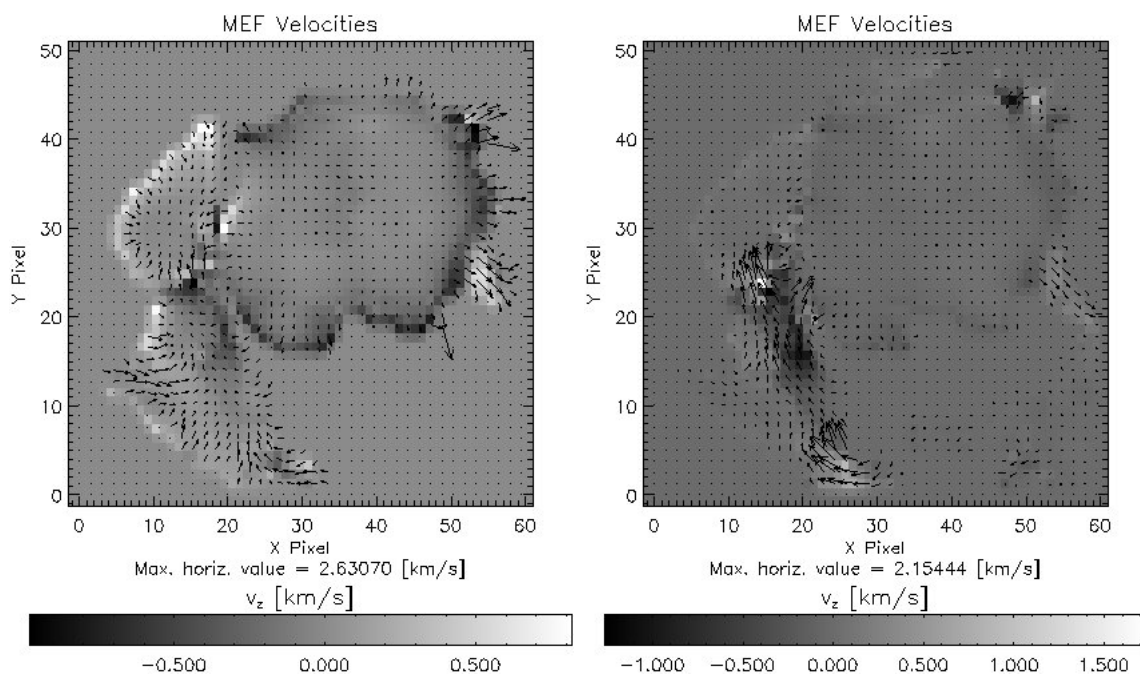 MEF Velocities
50
40
30
20
10
0
Y Pixel
0 10 20 30 40 50 60
X Pixel
Max. horiz. value = 2.63070 [km/s]
v_z [km/s]
−0.500 0.000 0.500
MEF Velocities
50
40
30
20
10
0
Y Pixel
0 10 20 30 40 50 60
X Pixel
Max. horiz. value = 2.15444 [km/s]
v_z [km/s]
−1.000 −0.500 0.000 0.500 1.000 1.500